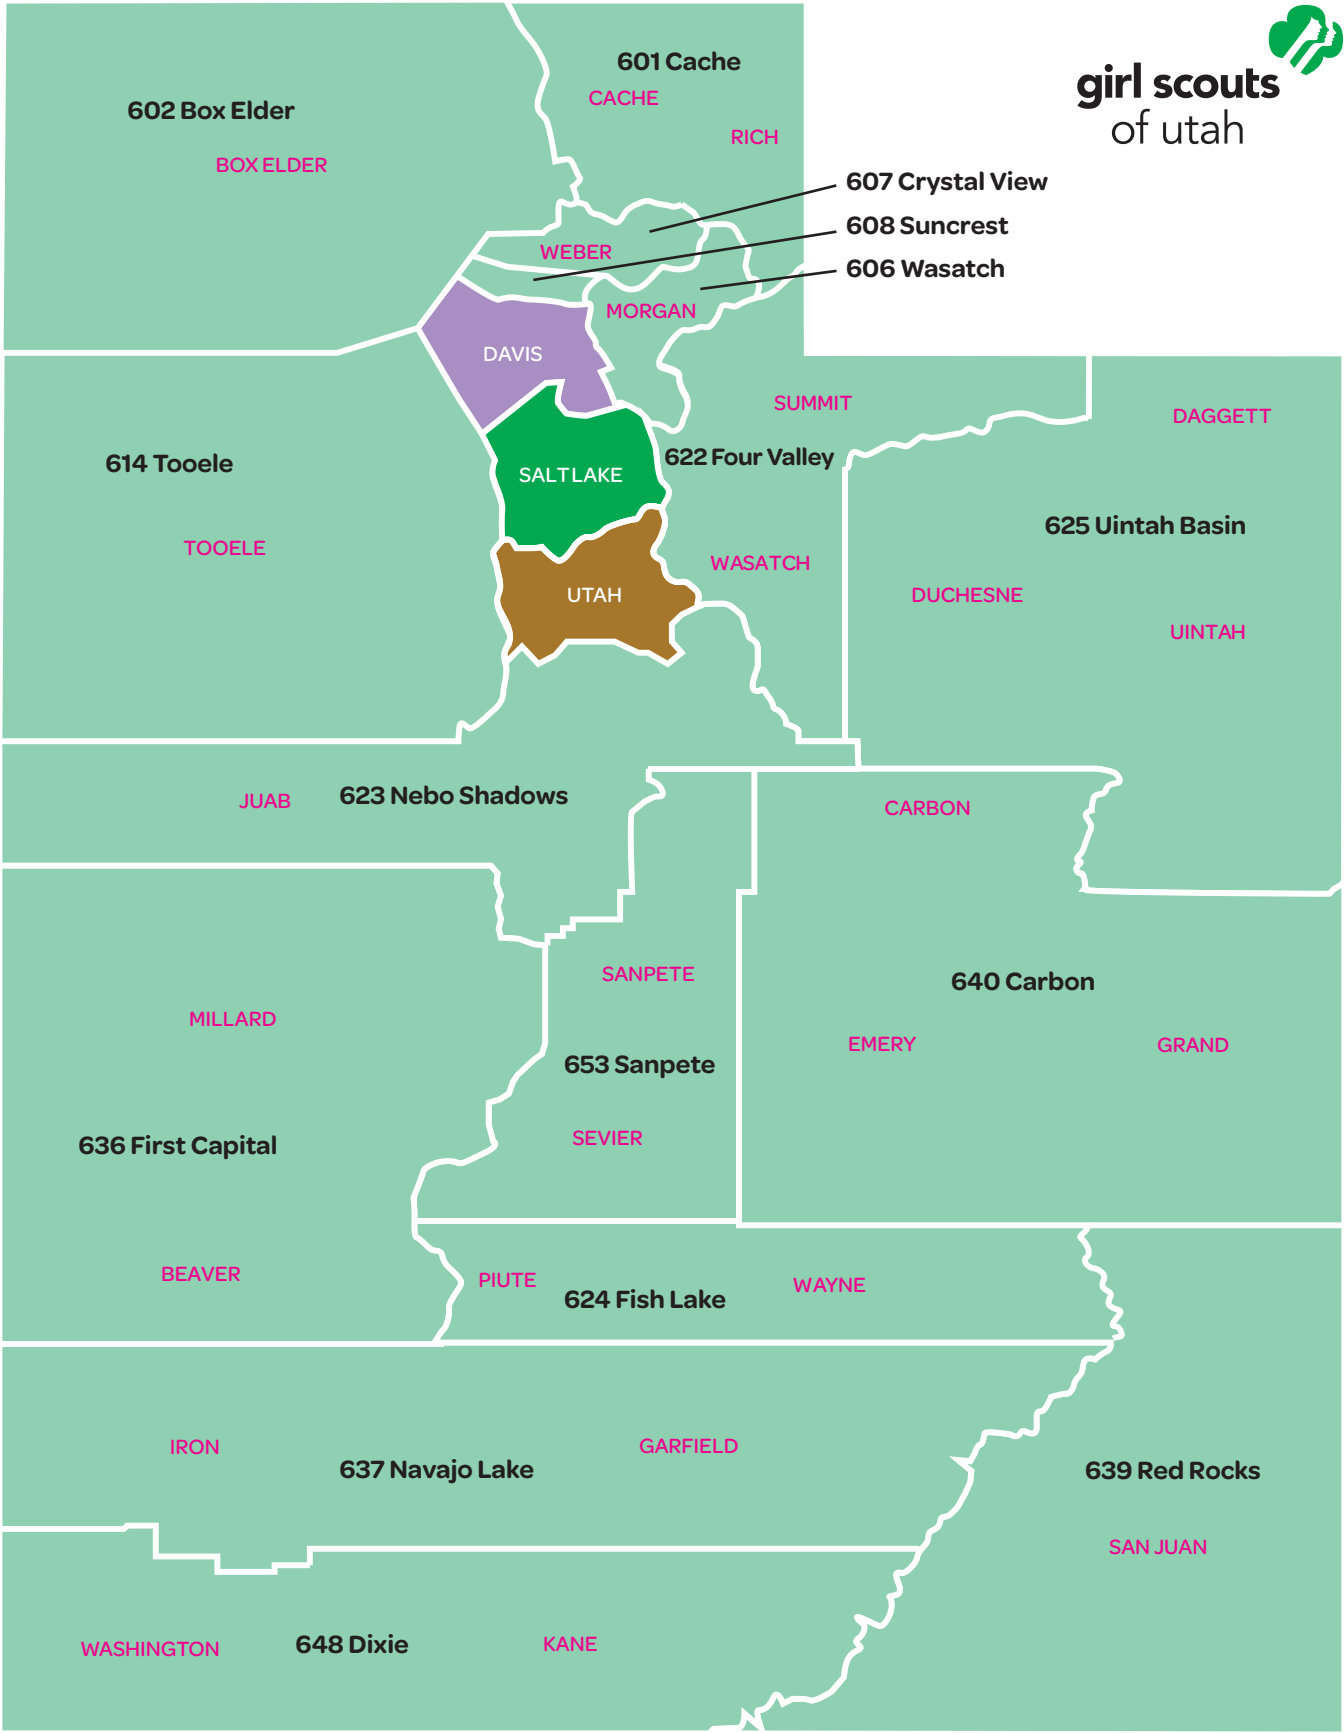 girl scouts
of utah
601 Cache
CACHE
RICH
602 Box Elder
BOX ELDER
607 Crystal View
608 Suncrest
606 Wasatch
WEBER
MORGAN
DAVIS
SUMMIT
DAGGETT
614 Tooele
622 Four Valley
SALT LAKE
625 Uintah Basin
TOOELE
WASATCH
UTAH
DUCHESNE
UINTAH
JUAB
623 Nebo Shadows
CARBON
SANPETE
640 Carbon
MILLARD
EMERY
GRAND
653 Sanpete
SEVIER
636 First Capital
BEAVER
PIUTE
624 Fish Lake
WAYNE
IRON
GARFIELD
637 Navajo Lake
639 Red Rocks
SAN JUAN
WASHINGTON
648 Dixie
KANE